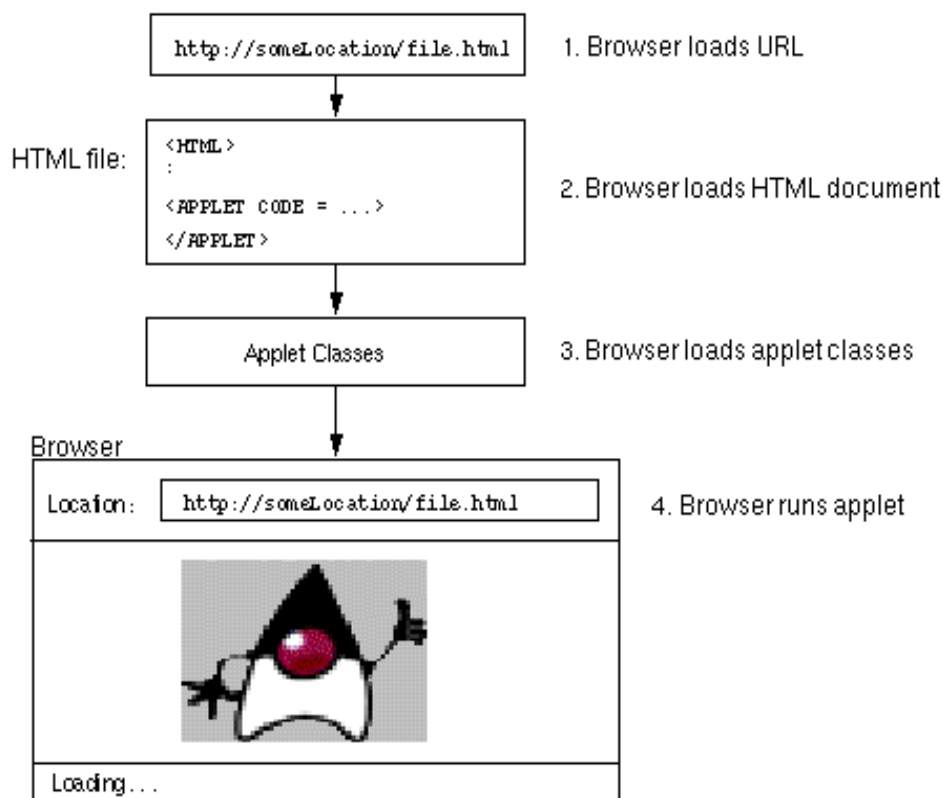 http://someLocation/file.html
1. Browser loads URL
HTML file:
<HTML>
:
<APPLET CODE = ...>
</APPLET>
2. Browser loads HTML document
Applet Classes
3. Browser loads applet classes
Browser
Location:
http://someLocation/file.html
4. Browser runs applet
Loading...